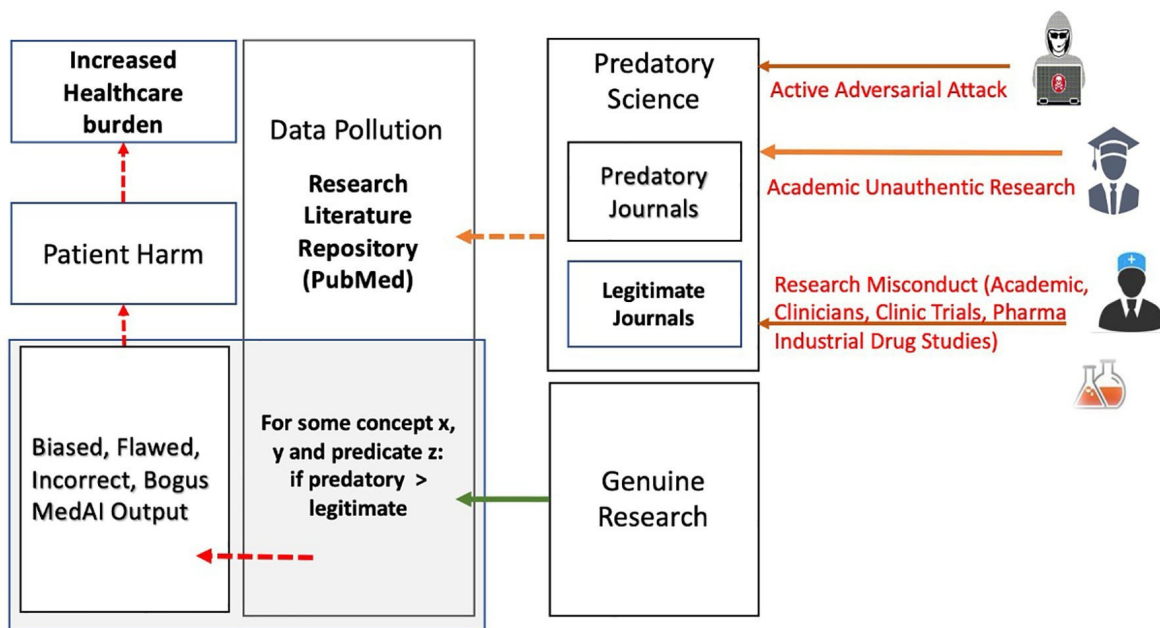 Increased
Healthcare
burden
Patient Harm
Biased, Flawed,
Incorrect, Bogus
MedAI Output
Data Pollution
Research
Literature
Repository
(PubMed)
For some concept x,
y and predicate z:
if predatory >
legitimate
Predatory
Science
Predatory
Journals
Legitimate
Journals
Genuine
Research
Active Adversarial Attack
Academic Unauthentic Research
Research Misconduct (Academic,
Clinicians, Clinic Trials, Pharma
Industrial Drug Studies)